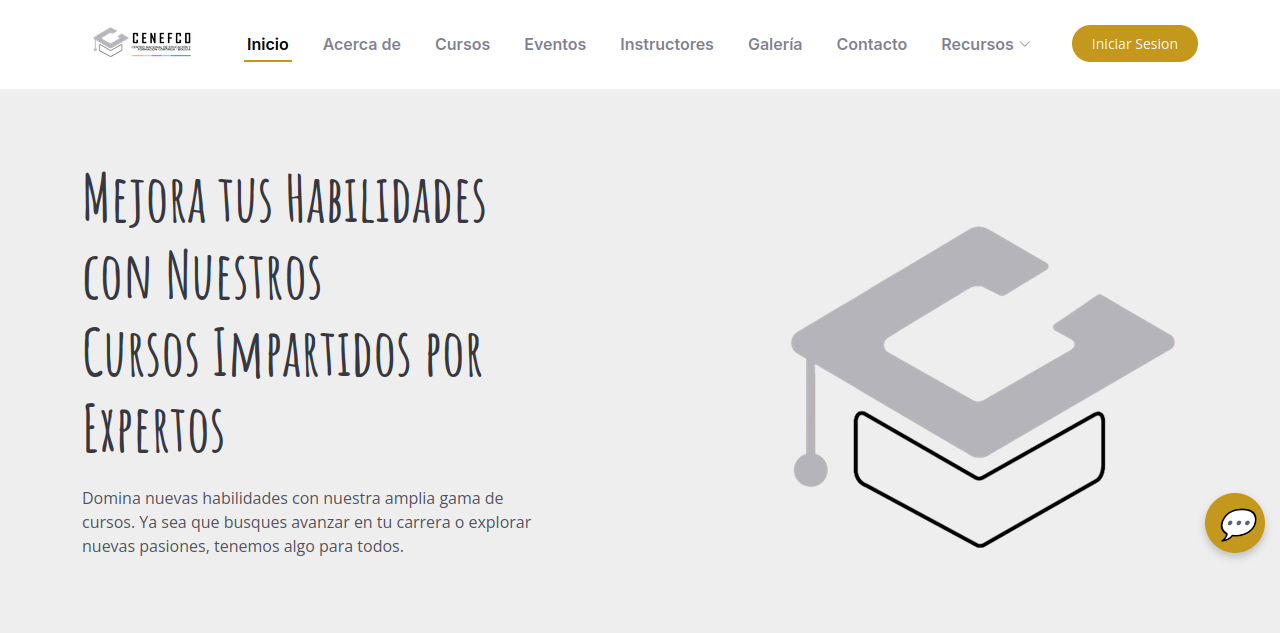 CENEFCO
Inicio
Acerca de
Cursos
Eventos
Instructores
Galería
Contacto
Recursos
Iniciar Sesion
Mejora tus Habilidades
con Nuestros
Cursos Impartidos por
Expertos
Domina nuevas habilidades con nuestra amplia gama de
cursos. Ya sea que busques avanzar en tu carrera o explorar
nuevas pasiones, tenemos algo para todos.